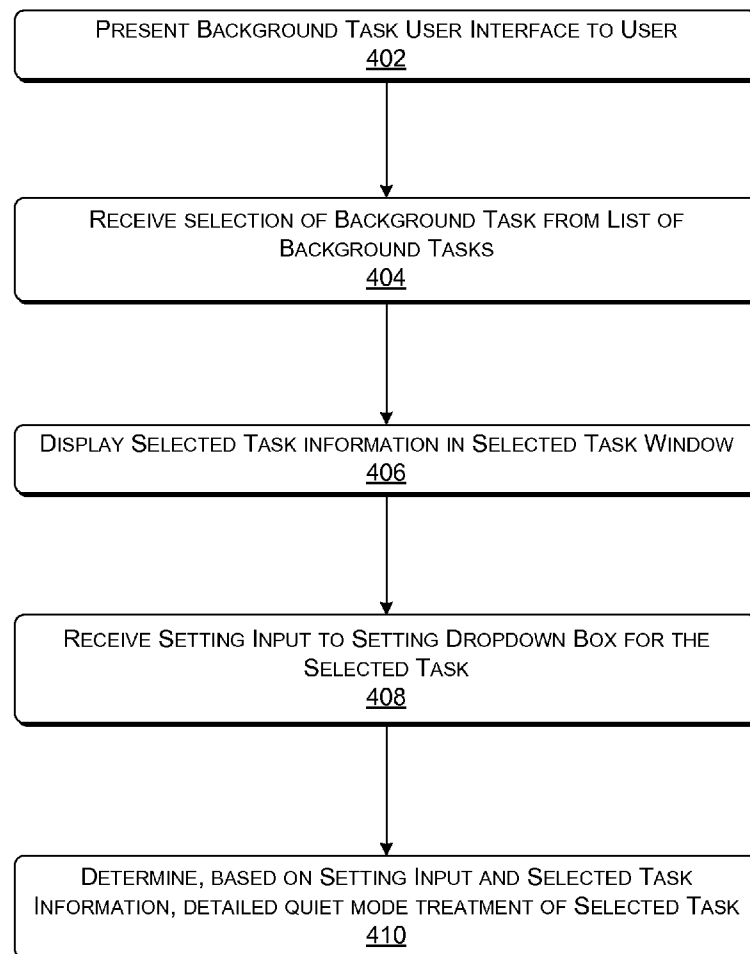 PRESENT BACKGROUND TASK USER INTERFACE TO USER
402
RECEIVE SELECTION OF BACKGROUND TASK FROM LIST OF
BACKGROUND TASKS
404
DISPLAY SELECTED TASK INFORMATION IN SELECTED TASK WINDOW
406
RECEIVE SETTING INPUT TO SETTING DROPDOWN BOX FOR THE
SELECTED TASK
408
DETERMINE, BASED ON SETTING INPUT AND SELECTED TASK
INFORMATION, DETAILED QUIET MODE TREATMENT OF SELECTED TASK
410